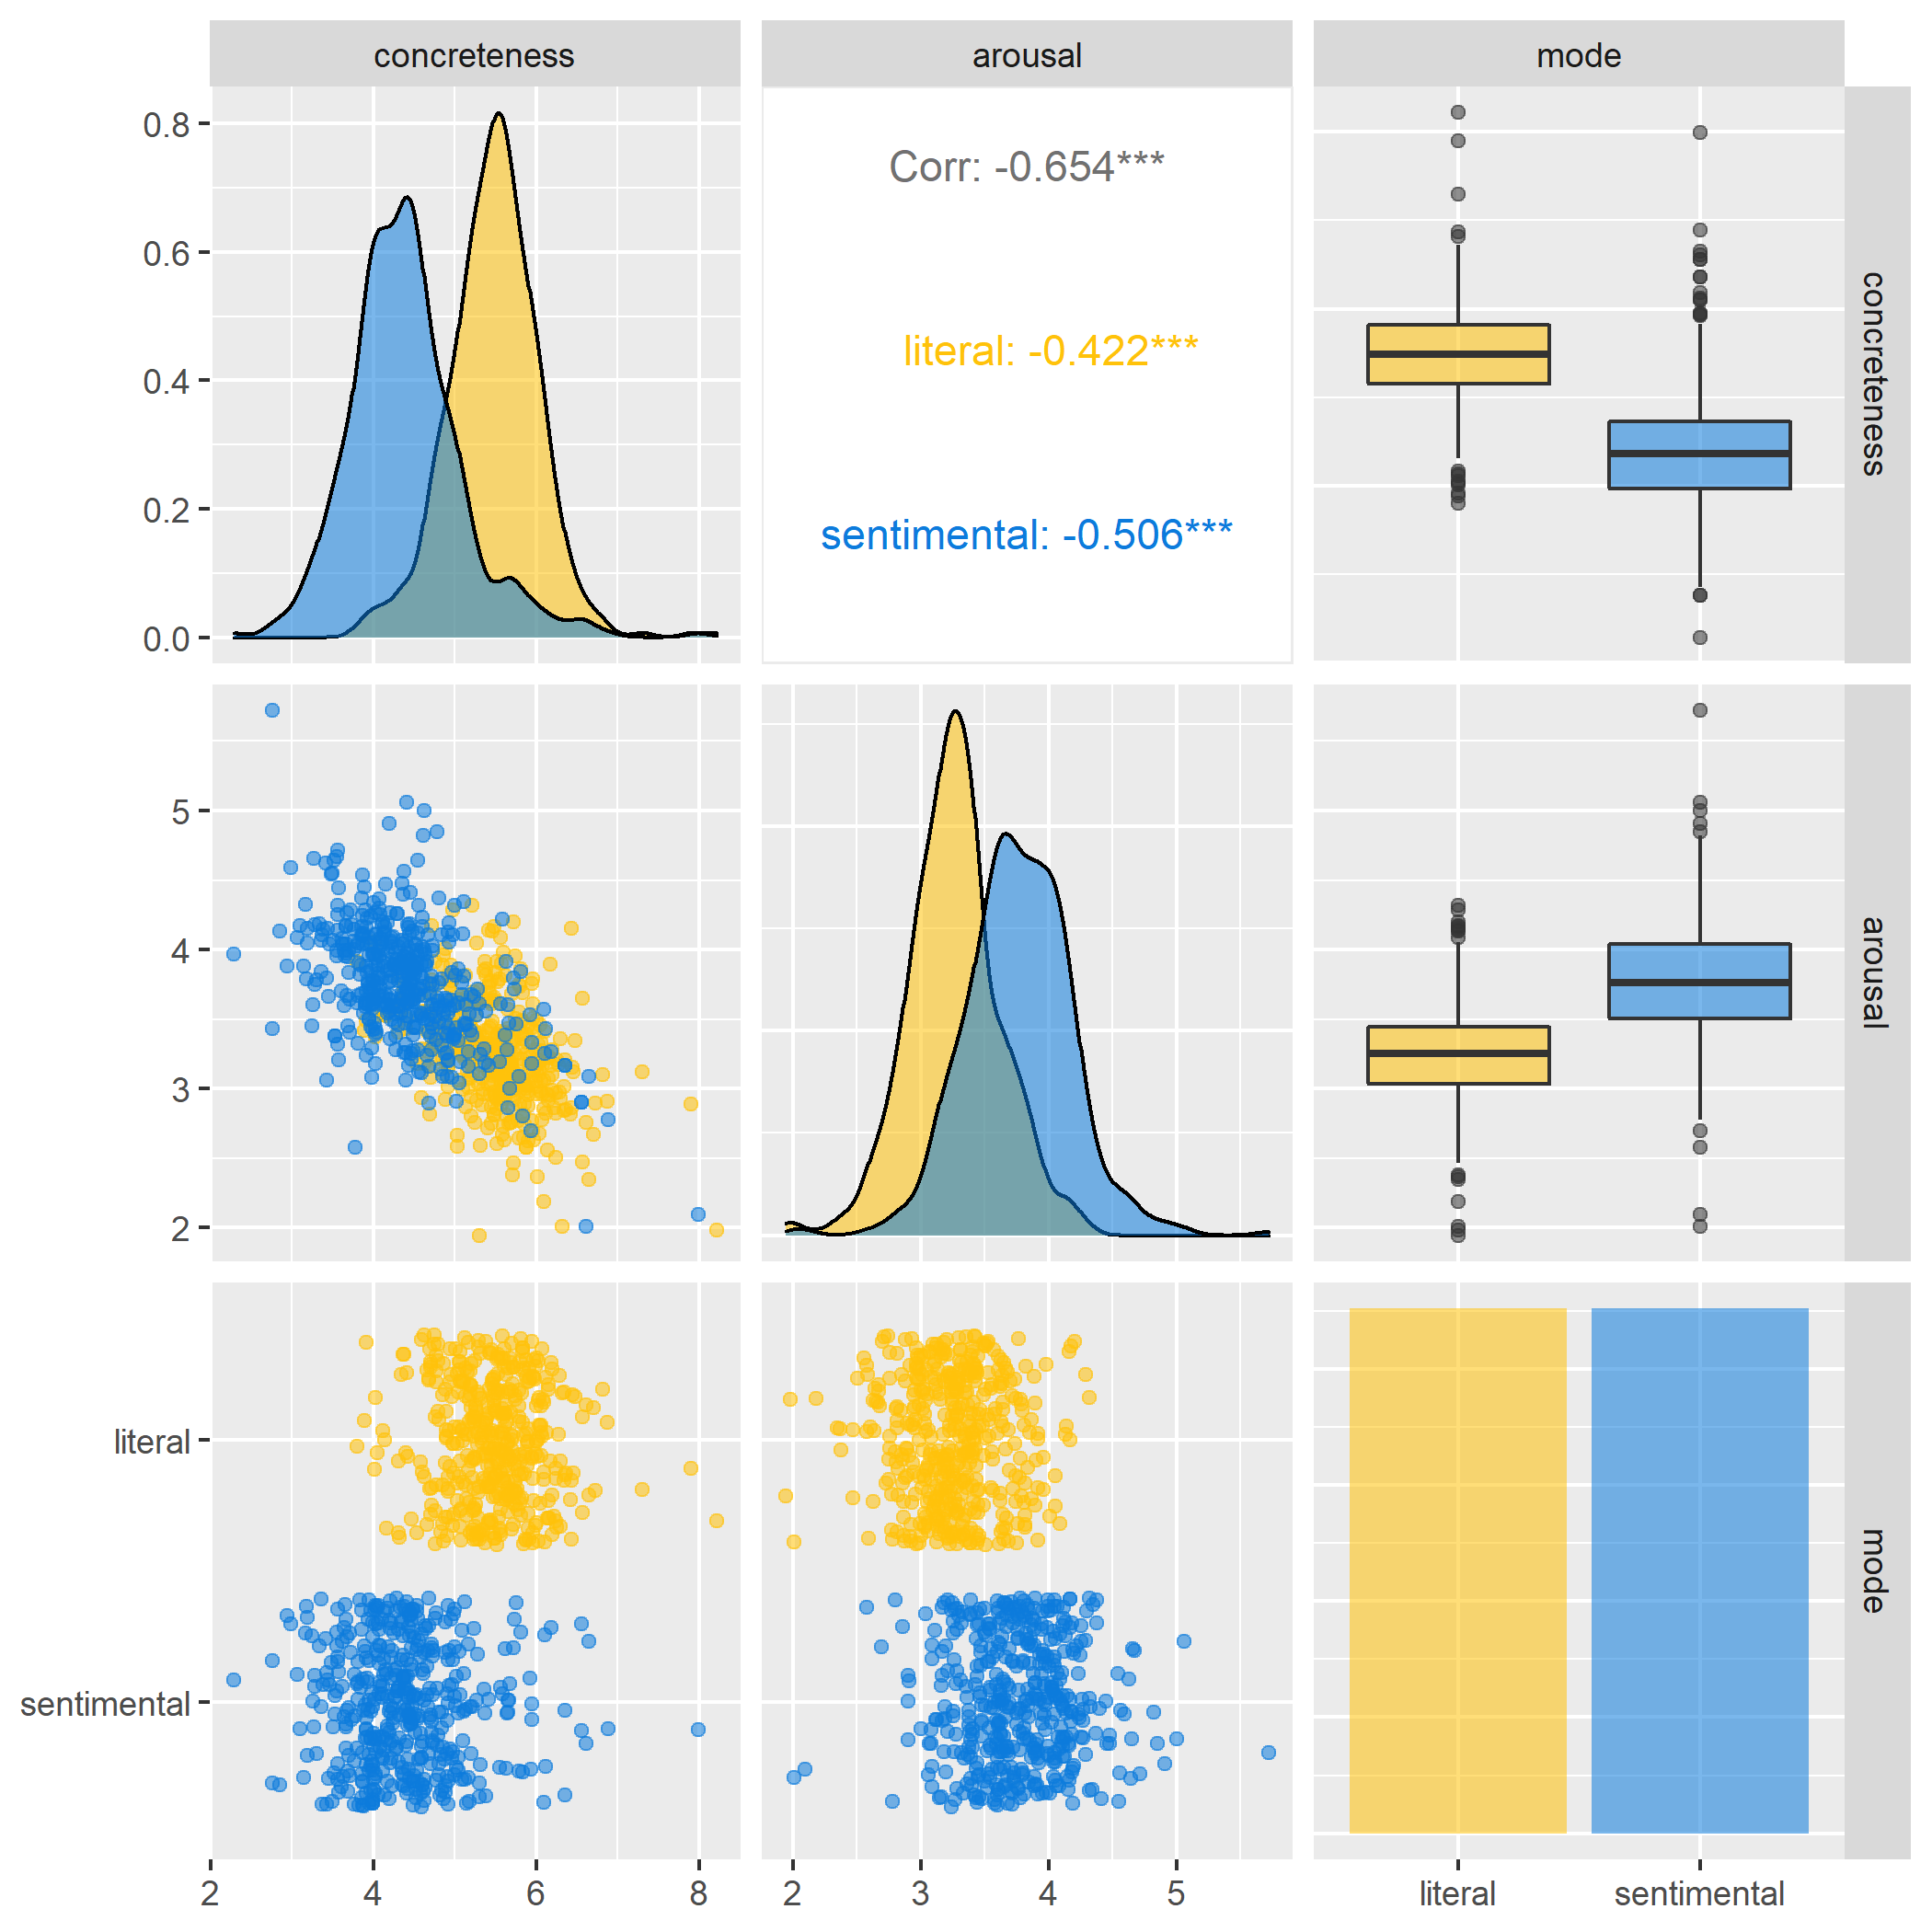 concreteness
arousal
mode
0.8
0.6
0.4
0.2
0.0
Corr: -0.654***
literal: -0.422***
sentimental: -0.506***
concreteness
5
4
3
2
arousal
literal
sentimental
mode
2
4
6
8
2
3
4
5
literal
sentimental